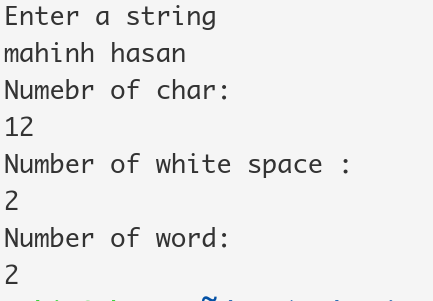 Enter a string
mahinh hasan
Numebr of char:
12
Number of white space :
2
Number of word:
2